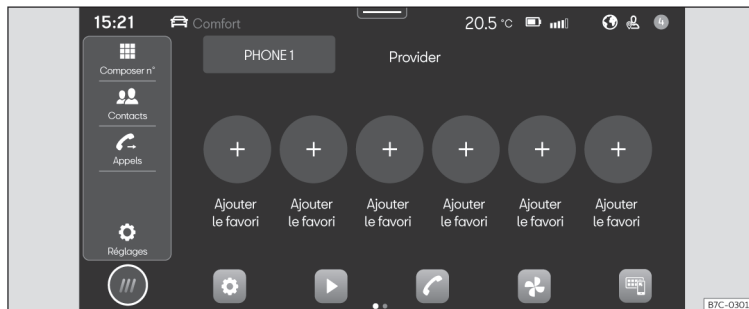 15:21 Comfort 20.5 °C 4
PHONE 1 Provider
Composer n°
Contacts
Appels
Réglages
Ajouter Ajouter Ajouter Ajouter Ajouter Ajouter
le favori le favori le favori le favori le favori le favori
B7C-0301